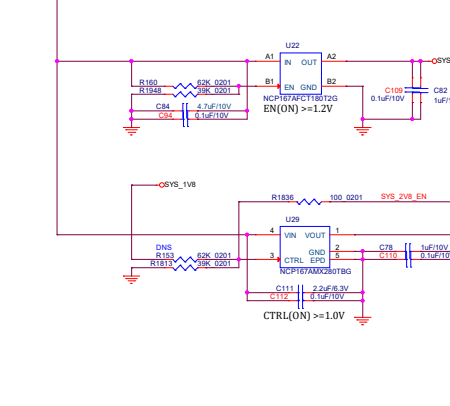 U22
A1 IN OUT A2
SYS
B1 EN GND B2
R160 62K_0201
R1948 39K_0201
NCP167AFCT180T2G
C84 4.7uF/10V
C94 0.1uF/10V
EN(ON) >=1.2V
C109 C82
0.1uF/10V 1uF/
SYS_1V8
R1836 100_0201 SYS_2V8_EN
U29
4 VIN VOUT 1
DNS
GND 2 C78 1uF/10V
R153 62K_0201 3 CTRL EPD 5 C110 0.1uF/10
R1813 39K_0201
NCP167AMX280TBG
C111 2.2uF/6.3V
C112 0.1uF/10V
CTRL(ON) >=1.0V